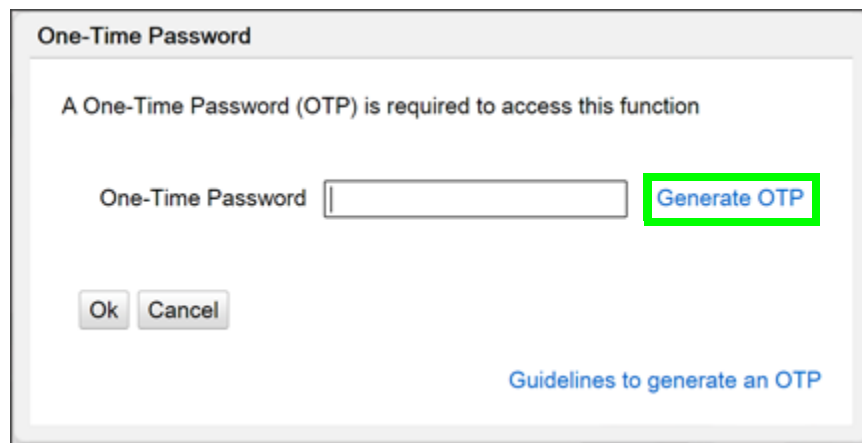 One-Time Password
A One-Time Password (OTP) is required to access this function
One-Time Password Generate OTP
Ok Cancel
Guidelines to generate an OTP